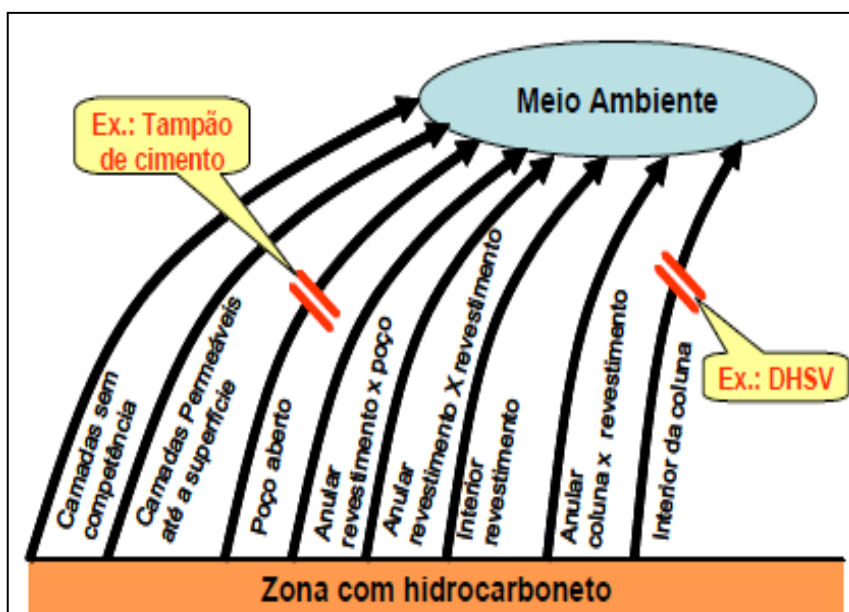 Meio Ambiente
Ex.: Tampão
de cimento
Camadas sem
competência
Camadas Permeáveis
até a superfície
Poço aberto
Anular
revestimento x poço
Anular
revestimento X revestimento
Interior
revestimento
Anular
coluna x revestimento
Interior da coluna
Ex.: DHSV
Zona com hidrocarboneto